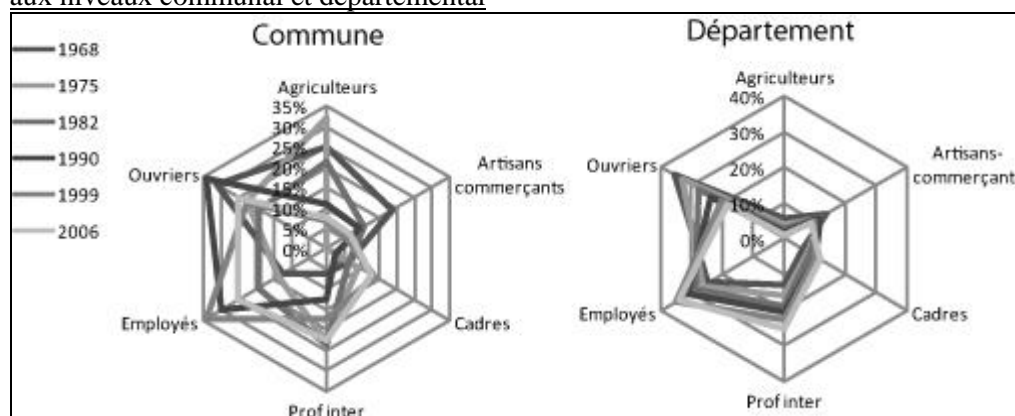 aux niveaux communal et départemental
Commune
Département
1968
1975
1982
1990
1999
2006
Agriculteurs
35%
30%
25%
20%
15%
10%
5%
0%
Artisans
commerçants
Cadres
Prof inter
Employés
Ouvriers
Agriculteurs
40%
30%
20%
10%
0%
Artisans-
commerçant
Cadres
Prof inter
Employés
Ouvriers